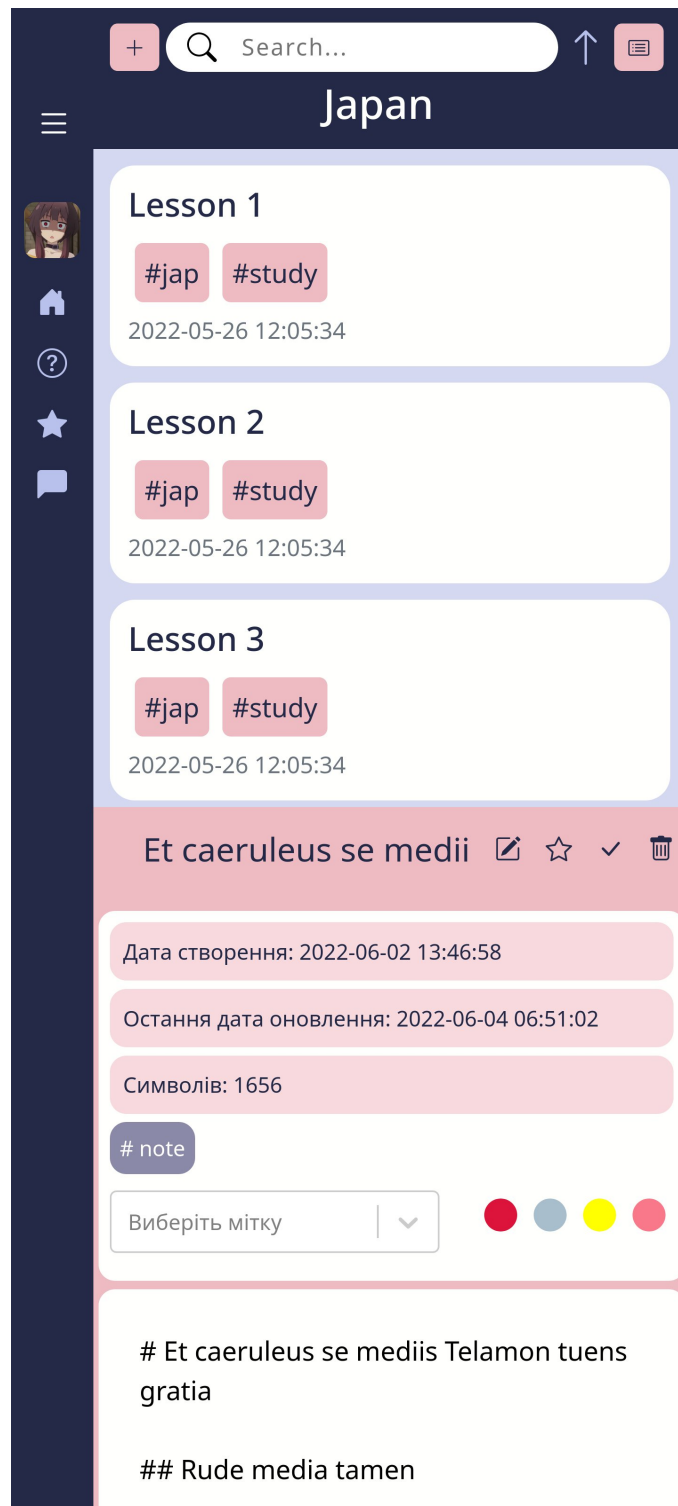 Search...
Japan
Lesson 1
#jap #study
2022-05-26 12:05:34
Lesson 2
#jap #study
2022-05-26 12:05:34
Lesson 3
#jap #study
2022-05-26 12:05:34
Et caeruleus se medii
Дата створення: 2022-06-02 13:46:58
Остання дата оновлення: 2022-06-04 06:51:02
Символів: 1656
# note
Виберіть мітку
# Et caeruleus se mediis Telamon tuens
gratia
## Rude media tamen